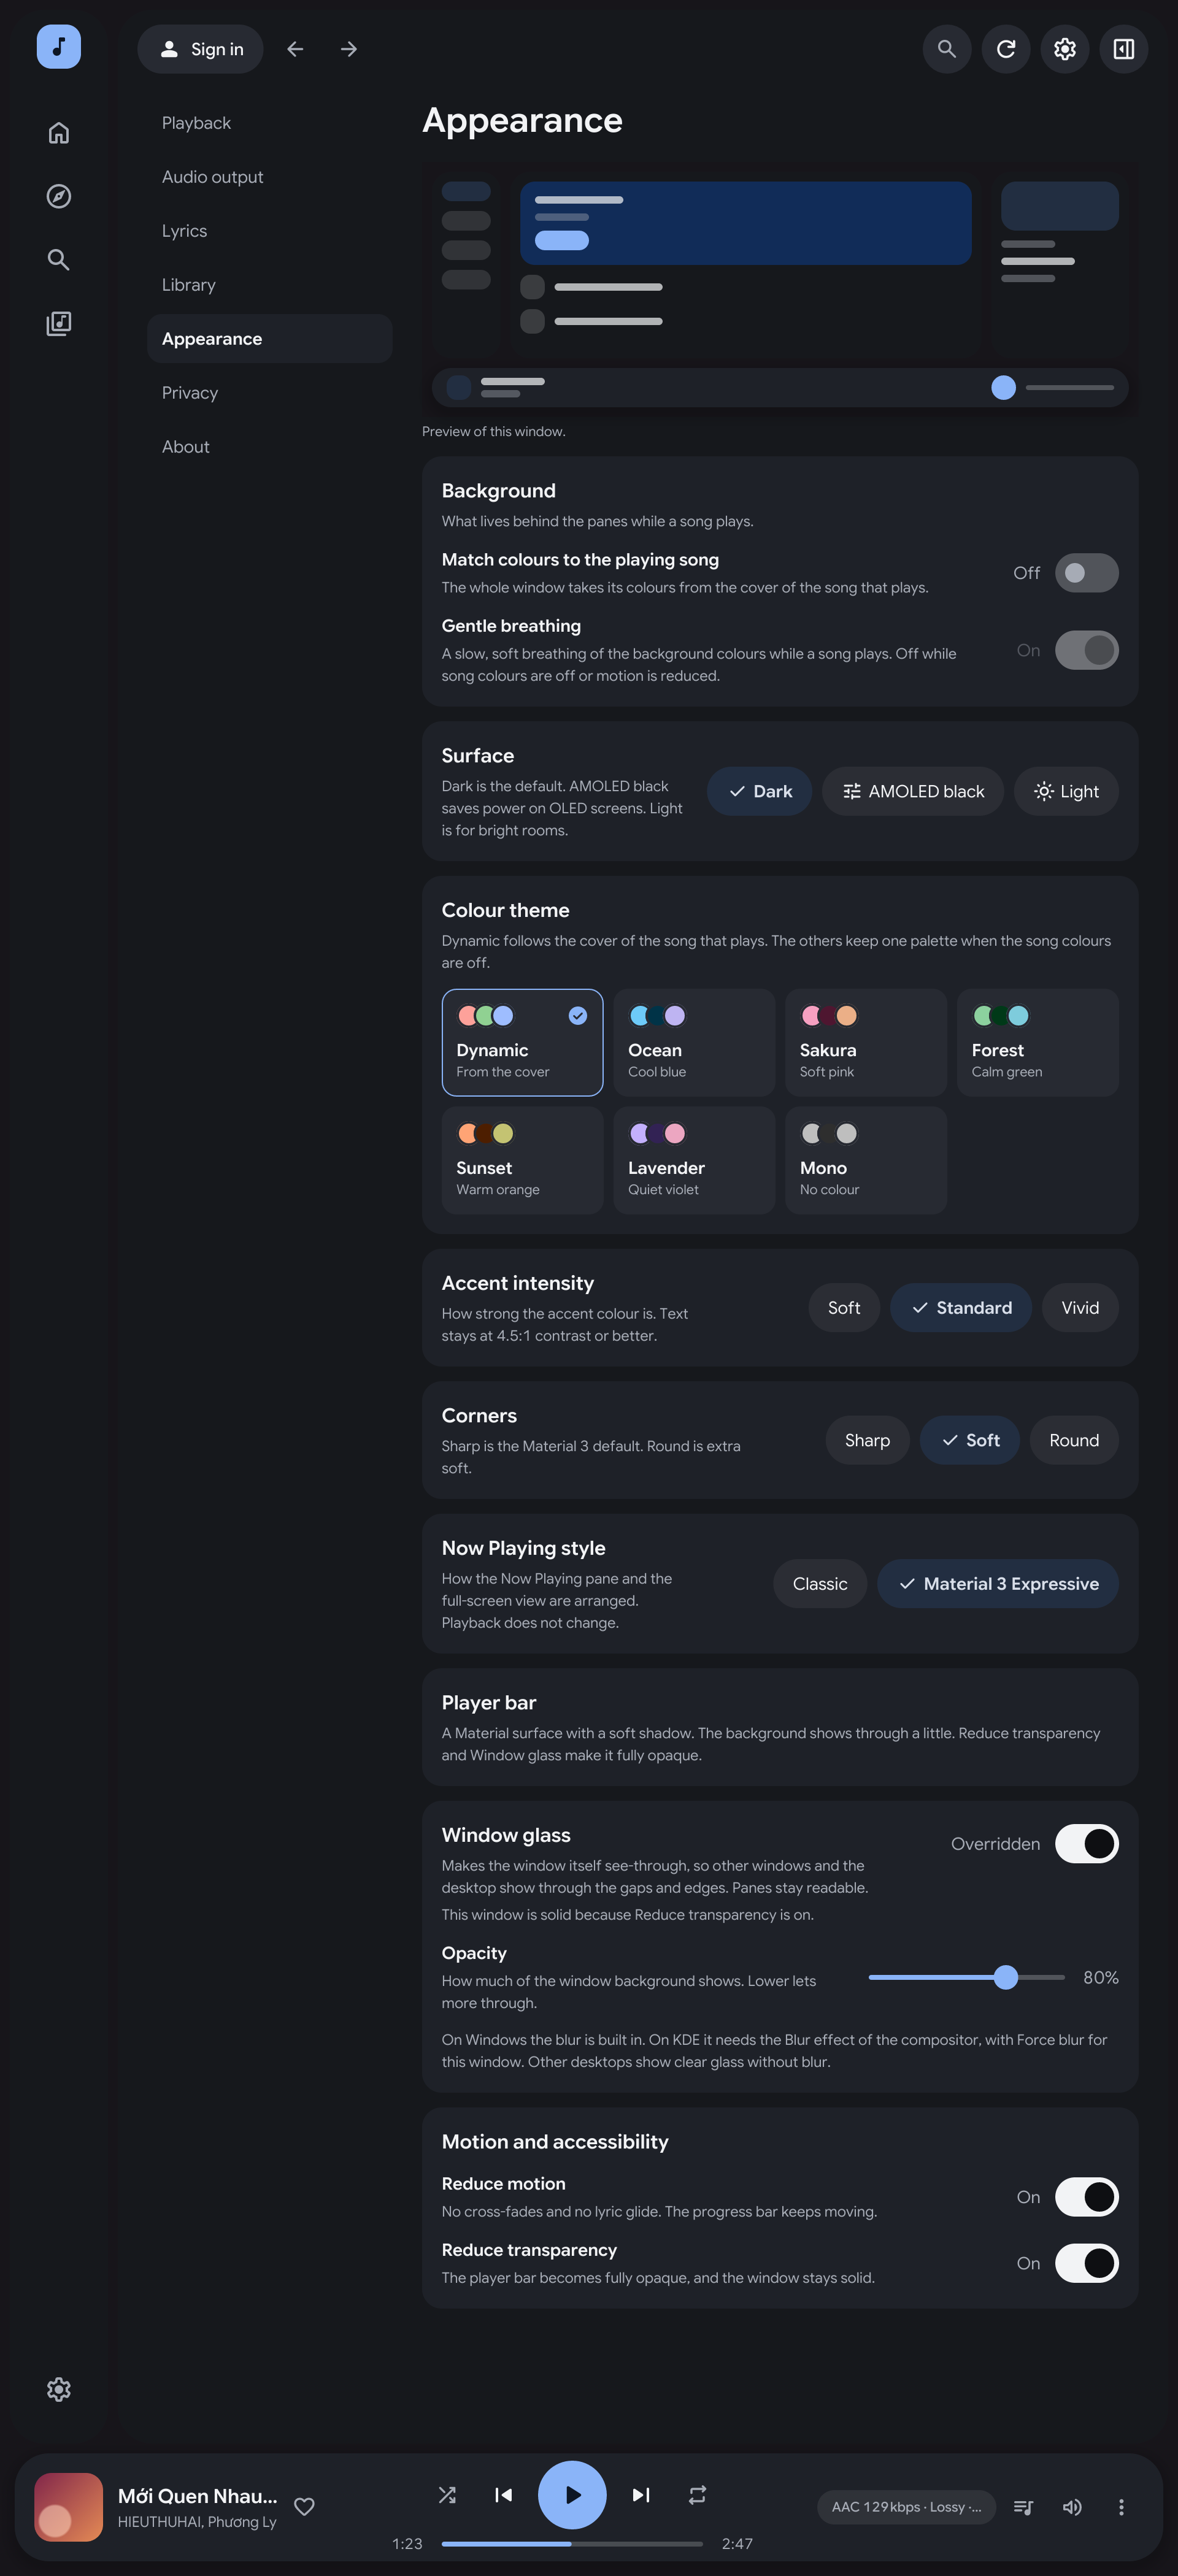 Sign in
Playback
Audio output
Lyrics
Library
Appearance
Privacy
About
Appearance
Preview of this window.
Background
What lives behind the panes while a song plays.
Match colours to the playing song
The whole window takes its colours from the cover of the song that plays.
Off
Gentle breathing
A slow, soft breathing of the background colours while a song plays. Off while
song colours are off or motion is reduced.
On
Surface
Dark is the default. AMOLED black
saves power on OLED screens. Light
is for bright rooms.
Dark
AMOLED black
Light
Colour theme
Dynamic follows the cover of the song that plays. The others keep one palette when the song colours
are off.
Dynamic
From the cover
Ocean
Cool blue
Sakura
Soft pink
Forest
Calm green
Sunset
Warm orange
Lavender
Quiet violet
Mono
No colour
Accent intensity
How strong the accent colour is. Text
stays at 4.5:1 contrast or better.
Soft
Standard
Vivid
Corners
Sharp is the Material 3 default. Round is extra
soft.
Sharp
Soft
Round
Now Playing style
How the Now Playing pane and the
full-screen view are arranged.
Playback does not change.
Classic
Material 3 Expressive
Player bar
A Material surface with a soft shadow. The background shows through a little. Reduce transparency
and Window glass make it fully opaque.
Window glass
Makes the window itself see-through, so other windows and the
desktop show through the gaps and edges. Panes stay readable.
This window is solid because Reduce transparency is on.
Overridden
Opacity
How much of the window background shows. Lower lets
more through.
80%
On Windows the blur is built in. On KDE it needs the Blur effect of the compositor, with Force blur for
this window. Other desktops show clear glass without blur.
Motion and accessibility
Reduce motion
No cross-fades and no lyric glide. The progress bar keeps moving.
On
Reduce transparency
The player bar becomes fully opaque, and the window stays solid.
On
Mới Quen Nhau...
HIEUTHUHAI, Phương Ly
1:23
2:47
AAC 129kbps · Lossy ·...